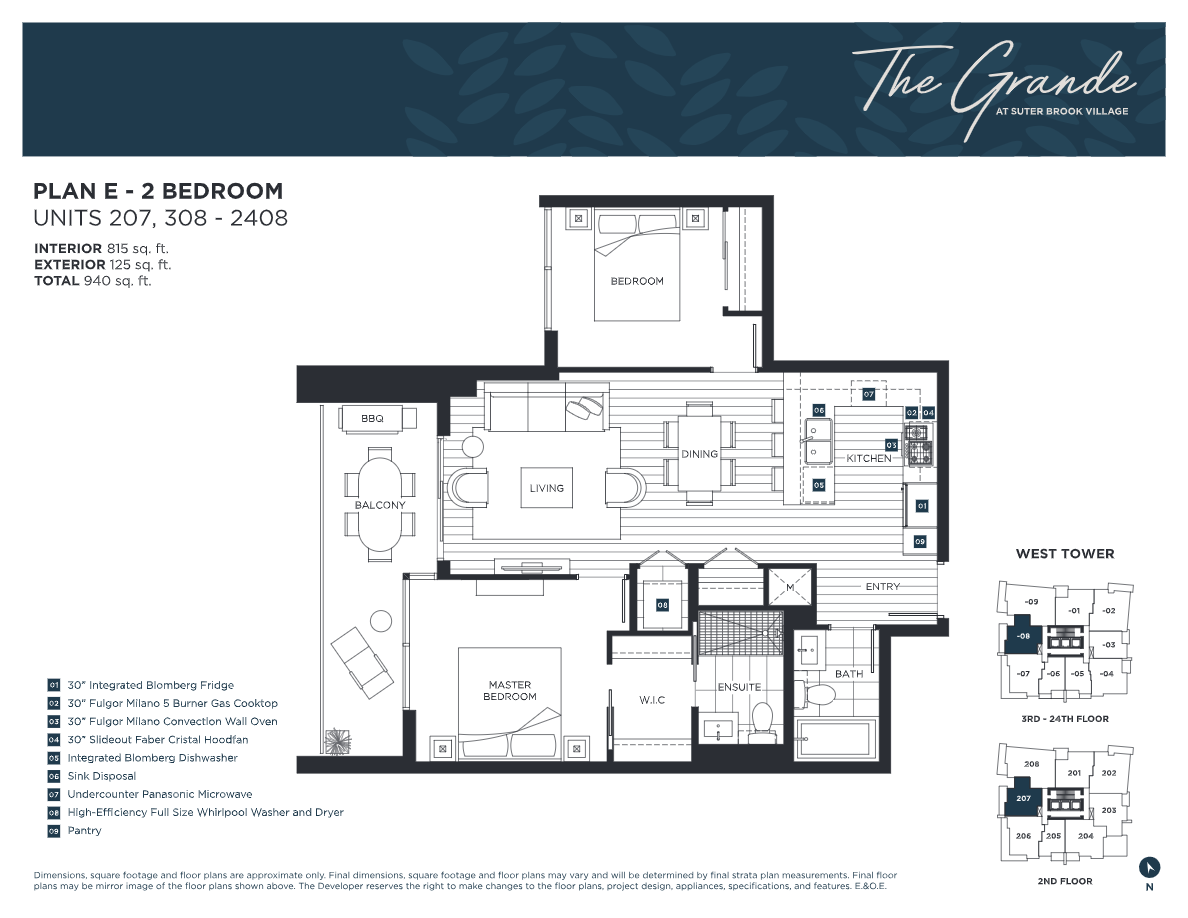 The Grande
AT SUTER BROOK VILLAGE
PLAN E - 2 BEDROOM
UNITS 207, 308 - 2408
INTERIOR 815 sq. ft.
EXTERIOR 125 sq. ft.
TOTAL 940 sq. ft.
BEDROOM
BBQ
BALCONY
LIVING
DINING
06
07
02 04
03
KITCHEN
05
01
09
08
M
ENTRY
MASTER
BEDROOM
W.I.C
ENSUITE
BATH
01 30" Integrated Blomberg Fridge
02 30" Fulgor Milano 5 Burner Gas Cooktop
03 30" Fulgor Milano Convection Wall Oven
04 30" Slideout Faber Cristal Hoodfan
05 Integrated Blomberg Dishwasher
06 Sink Disposal
07 Undercounter Panasonic Microwave
08 High-Efficiency Full Size Whirlpool Washer and Dryer
09 Pantry
WEST TOWER
-09
-01
-02
-08
-03
-07
-06
-05
-04
3RD - 24TH FLOOR
208
201
202
207
203
206
205
204
2ND FLOOR
N
Dimensions, square footage and floor plans are approximate only. Final dimensions, square footage and floor plans may vary and will be determined by final strata plan measurements. Final floor
plans may be mirror image of the floor plans shown above. The Developer reserves the right to make changes to the floor plans, project design, appliances, specifications, and features. E.&O.E.